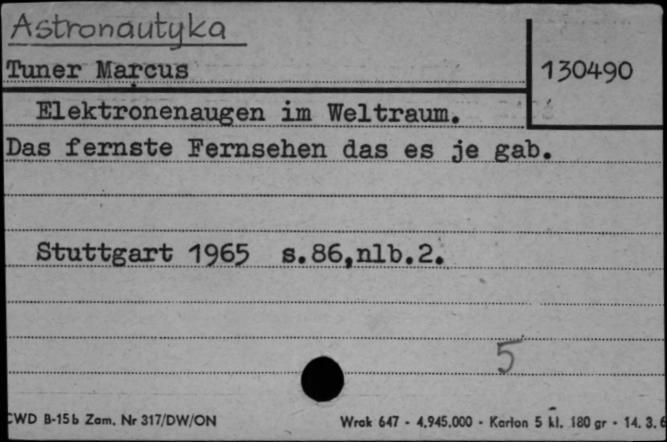 Astronautyka
Tuner Marcus
130490
Elektronenaugen im Weltraum.
Das fernste Fernsehen das es je gab.
Stuttgart 1965 s.86,nlb.2.
5
CWD B-15b Zam. Nr 317/DW/ON
Wrak 647 - 4.945.000 - Karton 5 kl. 180 gr - 14. 3.